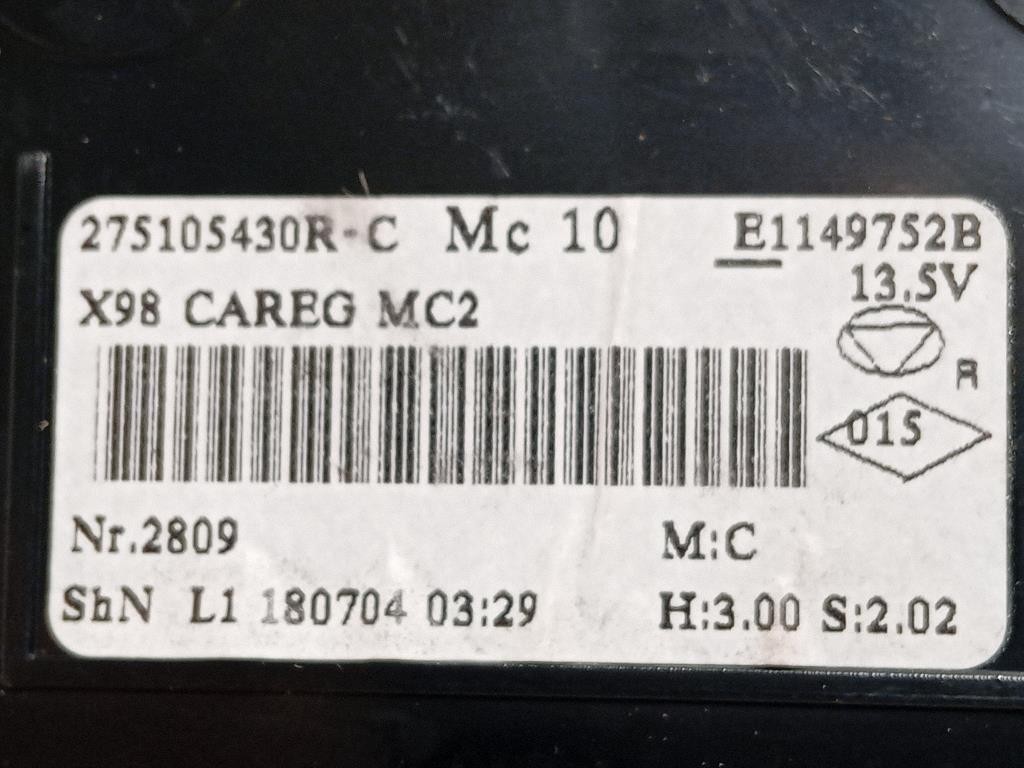 275105430R-C Mc 10 E1149752B
13.5V
X98 CAREG MC2
R
015
Nr.2809 M:C
ShN L1 180704 03:29 H:3.00 S:2.02